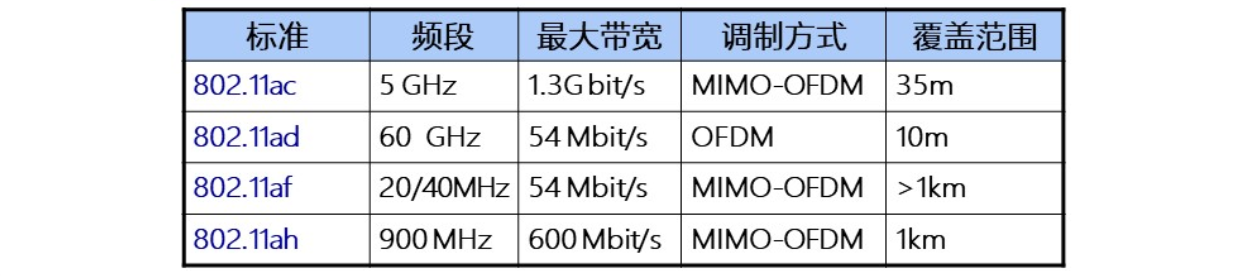 标准 频段 最大带宽 调制方式 覆盖范围
802.11ac 5 GHz 1.3G bit/s MIMO-OFDM 35m
802.11ad 60 GHz 54 Mbit/s OFDM 10m
802.11af 20/40MHz 54 Mbit/s MIMO-OFDM >1km
802.11ah 900 MHz 600 Mbit/s MIMO-OFDM 1km